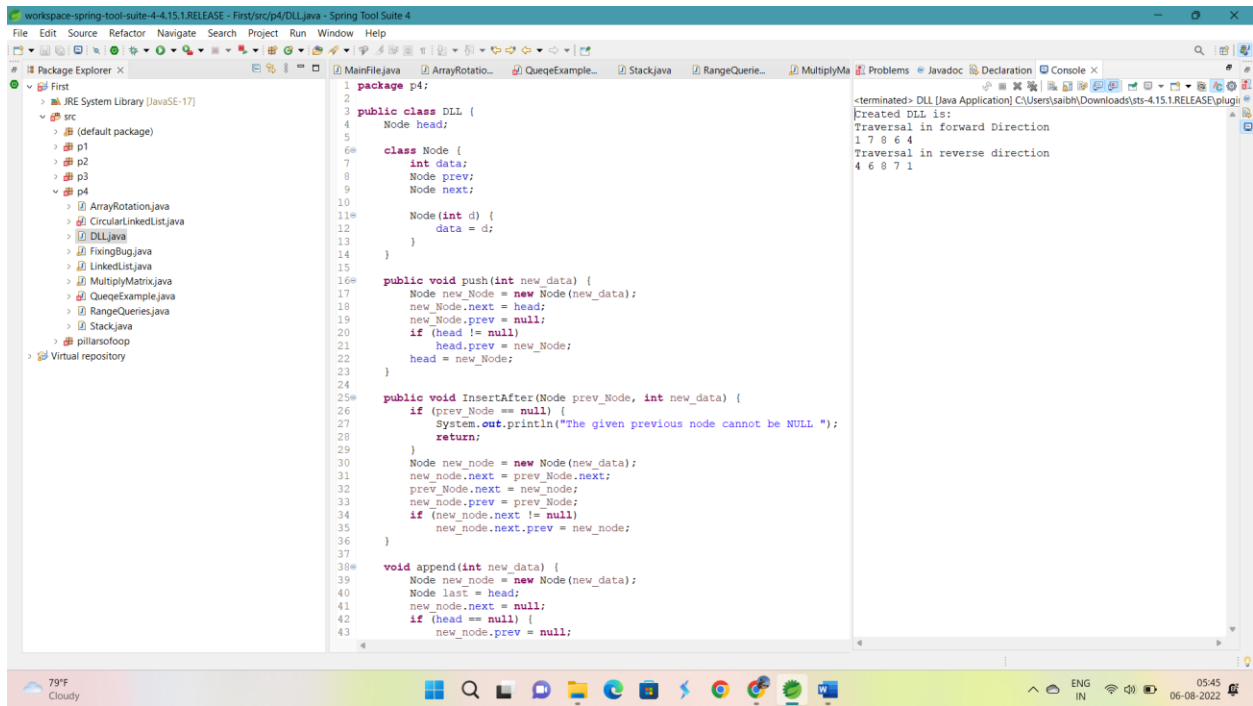 workspace-spring-tool-suite-4-4.15.1.RELEASE - First/src/p4/DLL.java - Spring Tool Suite 4
File Edit Source Refactor Navigate Search Project Run Window Help
Package Explorer
First
JRE System Library [JavaSE-17]
src
(default package)
p1
p2
p3
p4
ArrayRotation.java
CircularLinkedList.java
DLL.java
FixingBug.java
LinkedList.java
MultiplyMatrix.java
QueqeExample.java
RangeQueries.java
Stack.java
pillarsofoop
Virtual repository
MainFile.java ArrayRotatio... QueqeExample... Stack.java RangeQuerie... MultiplyMa
1 package p4;
2
3 public class DLL {
4 Node head;
5
6 class Node {
7 int data;
8 Node prev;
9 Node next;
10
11 Node(int d) {
12 data = d;
13 }
14 }
15
16 public void push(int new_data) {
17 Node new_Node = new Node(new_data);
18 new_Node.next = head;
19 new_Node.prev = null;
20 if (head != null)
21 head.prev = new_Node;
22 head = new_Node;
23 }
24
25 public void InsertAfter(Node prev_Node, int new_data) {
26 if (prev_Node == null) {
27 System.out.println("The given previous node cannot be NULL ");
28 return;
29 }
30 Node new_node = new Node(new_data);
31 new_node.next = prev_Node.next;
32 prev_Node.next = new_node;
33 new_node.prev = prev_Node;
34 if (new_node.next != null)
35 new_node.next.prev = new_node;
36 }
37
38 void append(int new_data) {
39 Node new_node = new Node(new_data);
40 Node last = head;
41 new_node.next = null;
42 if (head == null) {
43 new_node.prev = null;
Problems Javadoc Declaration Console
<terminated> DLL [Java Application] C:\Users\saibh\Downloads\sts-4.15.1.RELEASE\plugi
Created DLL is:
Traversal in forward Direction
1 7 8 6 4
Traversal in reverse direction
4 6 8 7 1
79°F
Cloudy
ENG
IN
05:45
06-08-2022